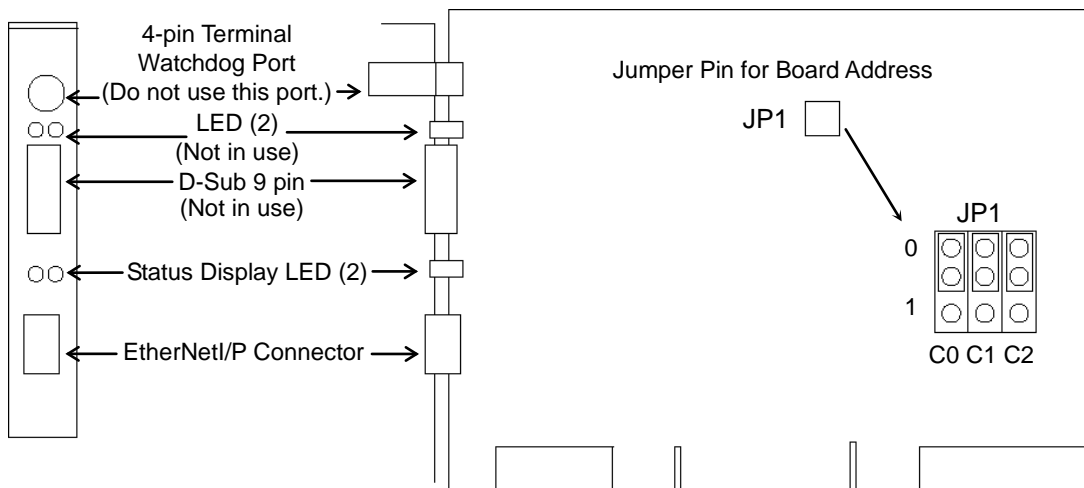 4-pin Terminal
Watchdog Port
(Do not use this port.)
LED (2)
(Not in use)
D-Sub 9 pin
(Not in use)
Status Display LED (2)
EtherNetI/P Connector
Jumper Pin for Board Address
JP1
JP1
0
1
C0 C1 C2